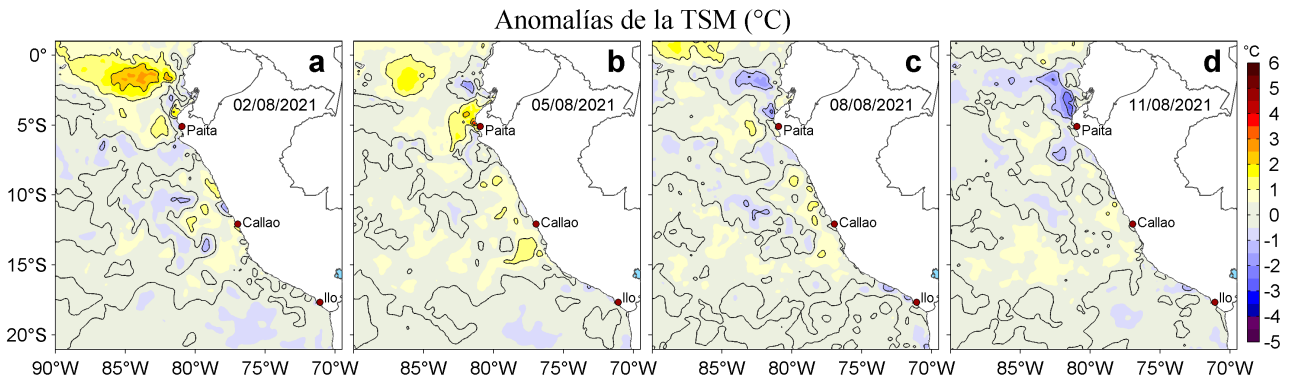 Anomalías de la TSM (°C)
a
b
c
d
°C
02/08/2021
05/08/2021
08/08/2021
11/08/2021
Paita
Paita
Paita
Paita
Callao
Callao
Callao
Callao
Ilo
Ilo
Ilo
Ilo
0°
5°S
10°S
15°S
20°S
90°W 85°W 80°W 75°W 70°W
85°W 80°W 75°W 70°W
85°W 80°W 75°W 70°W
85°W 80°W 75°W 70°W
6
5
4
3
2
1
0
-1
-2
-3
-4
-5